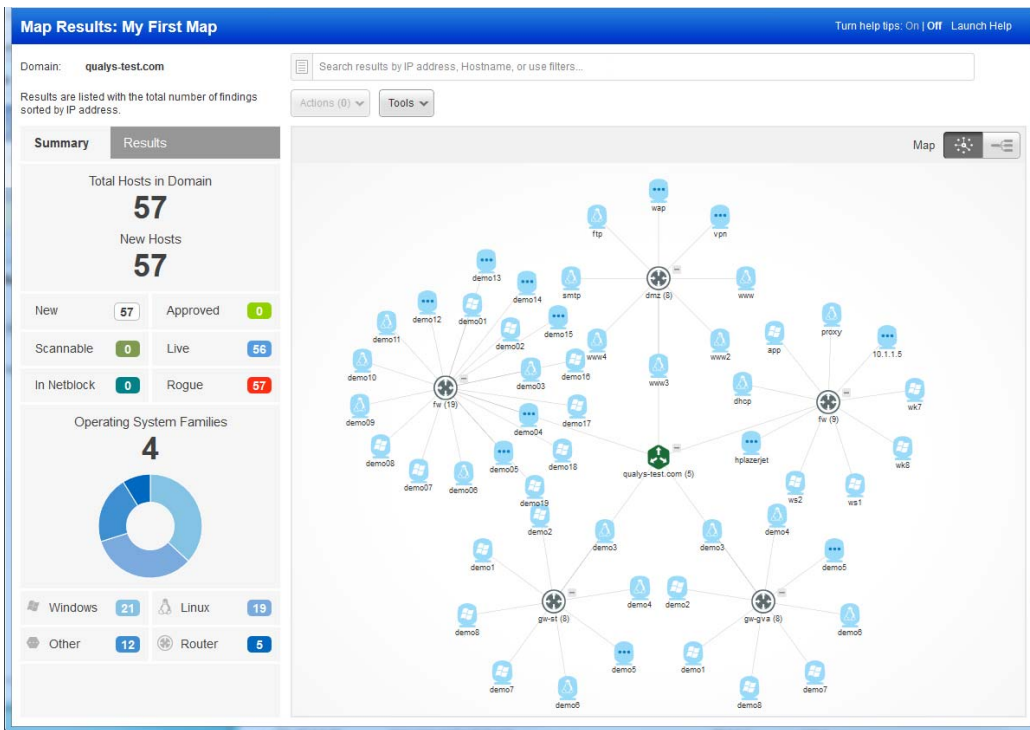 Map Results: My First Map
Turn help tips: On | Off Launch Help
Domain: qualys-test.com
Search results by IP address, Hostname, or use filters...
Results are listed with the total number of findings
sorted by IP address.
Actions (0)
Tools
Summary
Results
Map
Total Hosts in Domain
57
New Hosts
57
New 57 Approved 0
Scannable 0 Live 56
In Netblock 0 Rogue 57
Operating System Families
4
Windows 21 Linux 19
Other 12 Router 5
wap
ftp
vpn
smtp
dmz (8)
www
www4
www3
www2
demo13
demo14
demo12
demo01
demo15
demo11
demo02
demo16
demo10
demo03
fw (19)
demo09
demo04
demo17
demo08
demo05
demo18
demo07
demo06
demo19
proxy
app
10.1.1.5
dhcp
wk7
fw (9)
hplazerjet
wk8
ws2
ws1
qualys-test.com (5)
demo2
demo3
demo1
demo4
gw-st (8)
demo8
demo5
demo7
demo6
demo3
demo4
demo5
demo2
gw-gva (8)
demo6
demo1
demo7
demo8